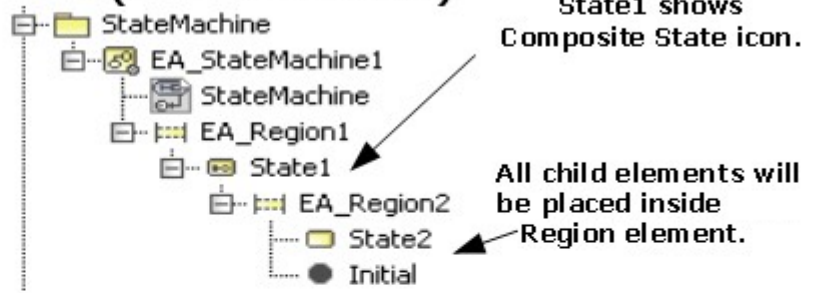 State1 shows
Composite State icon.
StateMachine
EA_StateMachine1
StateMachine
EA_Region1
State1
EA_Region2
State2
Initial
All child elements will
be placed inside
Region element.